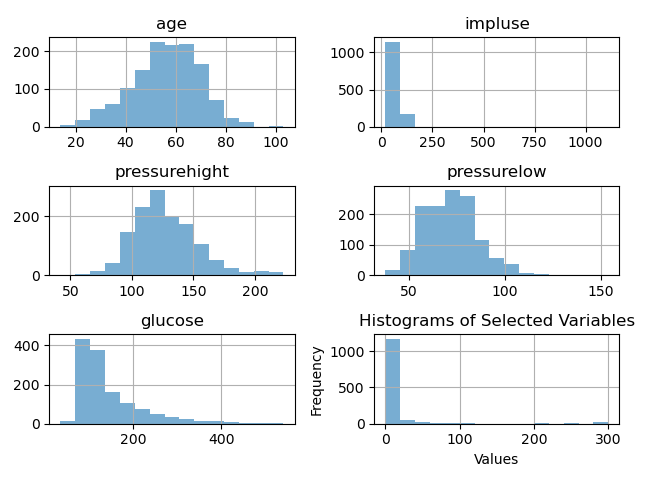 age
impluse
200
100
0
20 40 60 80 100
1000
500
0
0 250 500 750 1000
pressurehight
pressurelow
200
0
50 100 150 200
200
100
0
50 100 150
glucose
Histograms of Selected Variables
400
200
0
200 400
Frequency
1000
500
0
0 100 200 300
Values